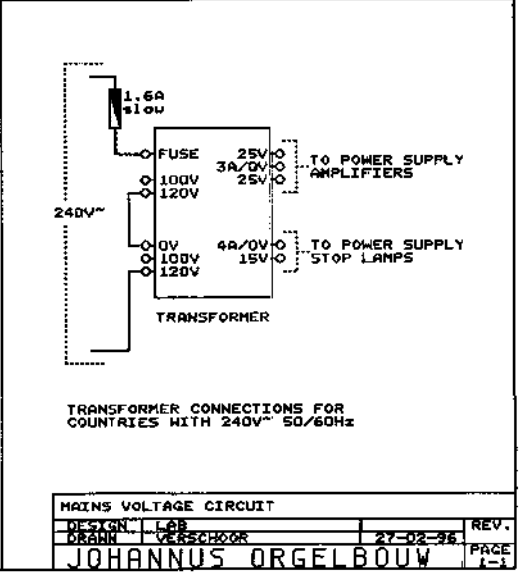 1.6A
slow
FUSE
100V
120V
25V
3A/0V
25V
TO POWER SUPPLY
AMPLIFIERS
240V~
0V
100V
120V
4A/0V
15V
TO POWER SUPPLY
STOP LAMPS
TRANSFORMER
TRANSFORMER CONNECTIONS FOR
COUNTRIES WITH 240V~ 50/60Hz
MAINS VOLTAGE CIRCUIT
DESIGN LAB REV.
DRAWN VERSCHOOR 27-02-96
JOHANNUS ORGELBOUW PAGE
1-1